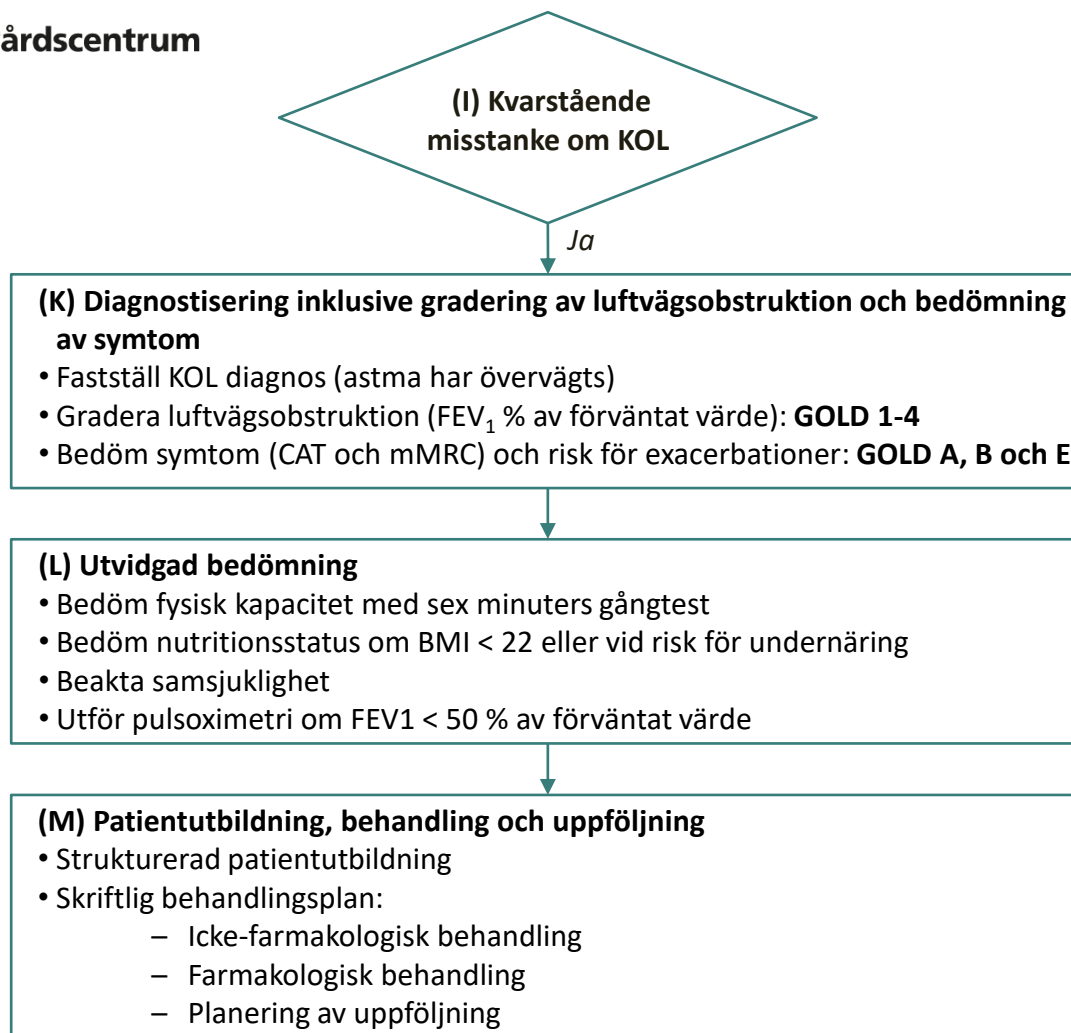 årdscentrum
(I) Kvarstående
misstanke om KOL
Ja
(K) Diagnostisering inklusive gradering av luftvägsobstruktion och bedömning
av symtom
• Fastställ KOL diagnos (astma har övervägts)
• Gradera luftvägsobstruktion (FEV₁ % av förväntat värde): GOLD 1-4
• Bedöm symtom (CAT och mMRC) och risk för exacerbationer: GOLD A, B och E
(L) Utvidgad bedömning
• Bedöm fysisk kapacitet med sex minuters gångtest
• Bedöm nutritionsstatus om BMI < 22 eller vid risk för undernäring
• Beakta samsjuklighet
• Utför pulsoximetri om FEV1 < 50 % av förväntat värde
(M) Patientutbildning, behandling och uppföljning
• Strukturerad patientutbildning
• Skriftlig behandlingsplan:
– Icke-farmakologisk behandling
– Farmakologisk behandling
– Planering av uppföljning